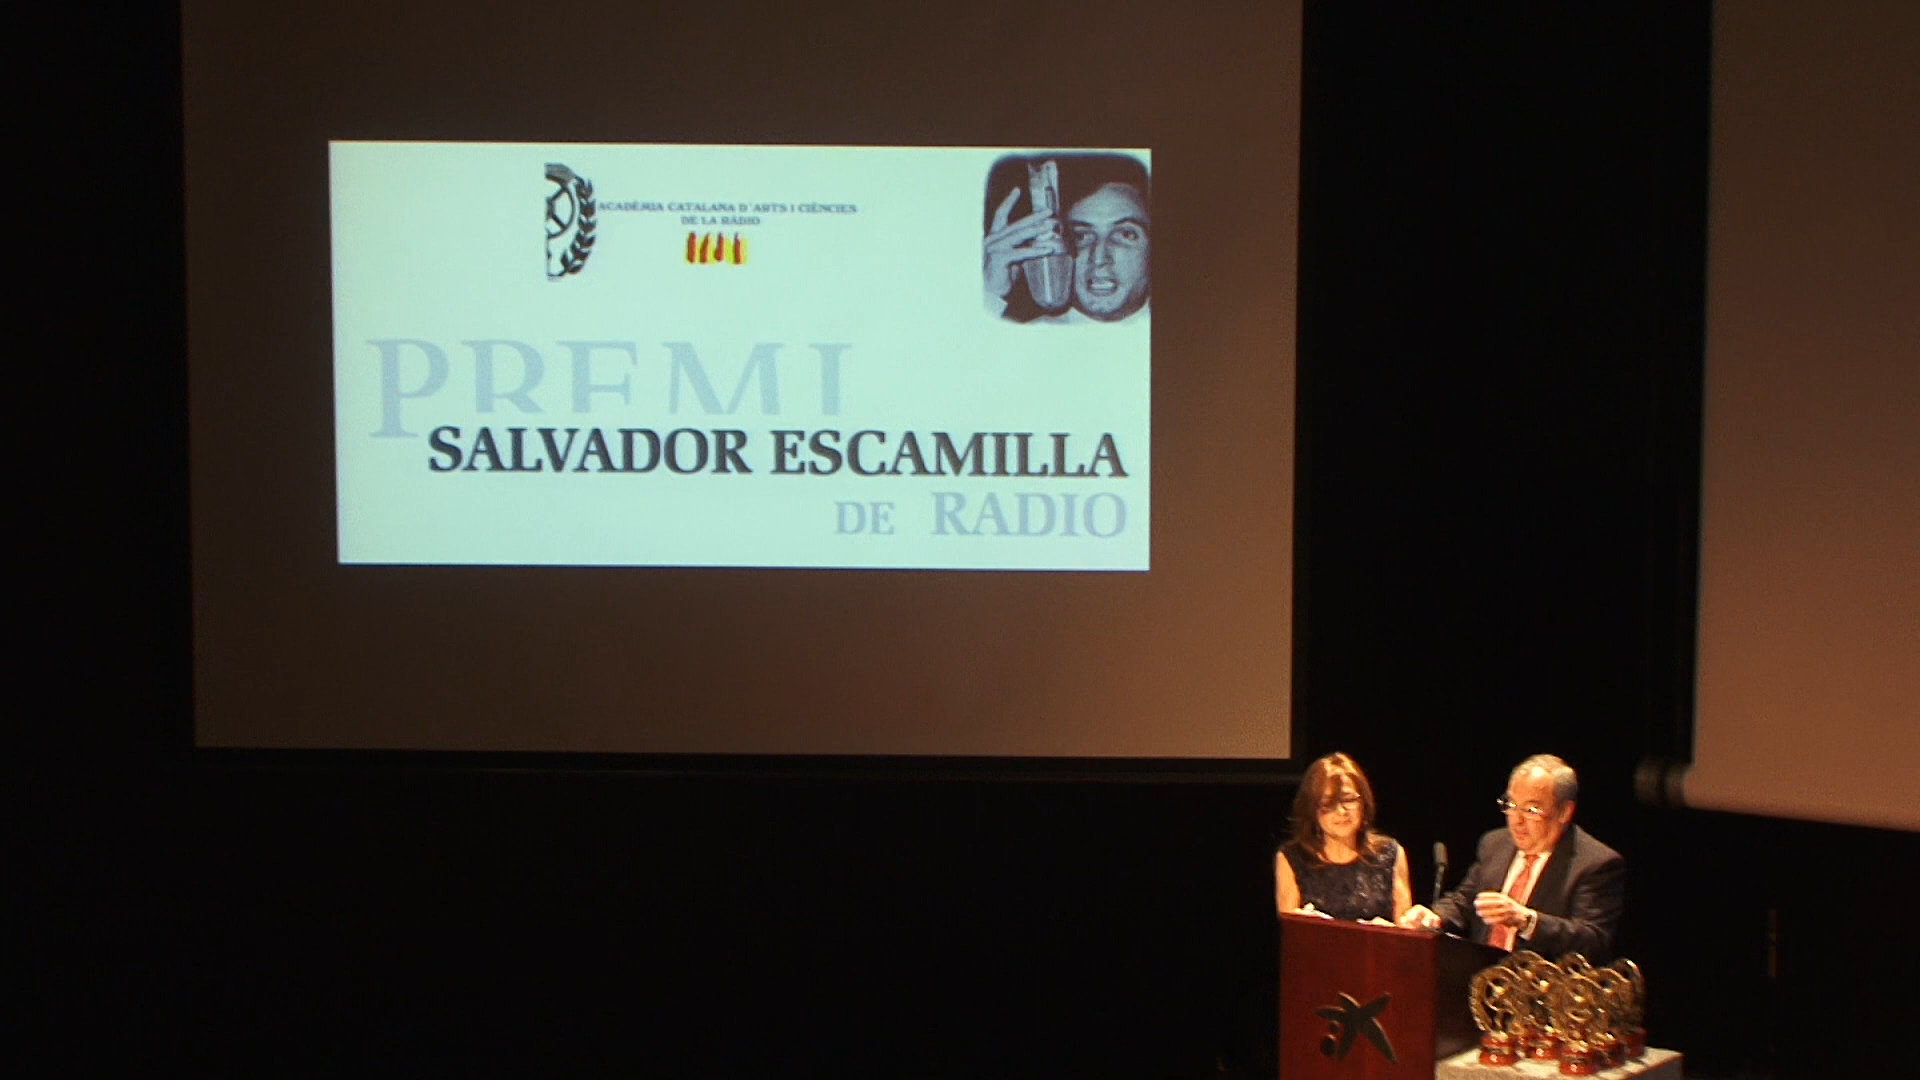 ACADÈMIA CATALANA D'ARTS I CIÈNCIES
DE LA RÀDIO
PREMI
SALVADOR ESCAMILLA
DE RADIO